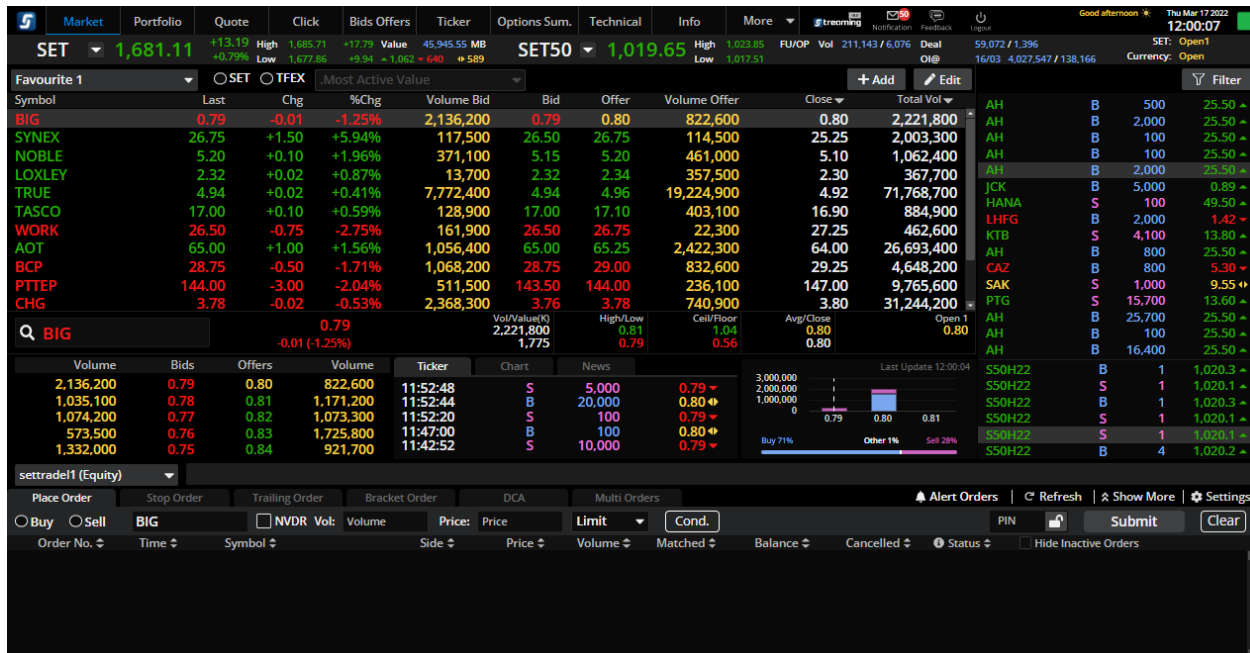 Market Portfolio Quote Click Bids Offers Ticker Options Sum. Technical Info More streaming 50 Notification Feedback Logout Good afternoon Thu Mar 17 2022 12:00:07
SET 1,681.11 +13.19 +0.79% High 1,685.71 +17.79 Value 45,945.55 MB SET50 1,019.65 High 1,023.85 FU/OP Vol 211,143 / 6,076 Deal 59,072 / 1,396 SET: Open1
Low 1,677.86 +9.94 1,062 640 589 Low 1,017.51 OI@ 16/03 4,027,547 / 138,166 Currency: Open
Favourite 1 SET TFEX .Most Active Value + Add Edit Filter
Symbol Last Chg %Chg Volume Bid Bid Offer Volume Offer Close Total Vol
BIG 0.79 -0.01 -1.25% 2,136,200 0.79 0.80 822,600 0.80 2,221,800
SYNEX 26.75 +1.50 +5.94% 117,500 26.50 26.75 114,500 25.25 2,003,300
NOBLE 5.20 +0.10 +1.96% 371,100 5.15 5.20 461,000 5.10 1,062,400
LOXLEY 2.32 +0.02 +0.87% 13,700 2.32 2.34 357,500 2.30 367,700
TRUE 4.94 +0.02 +0.41% 7,772,400 4.94 4.96 19,224,900 4.92 71,768,700
TASCO 17.00 +0.10 +0.59% 128,900 17.00 17.10 403,100 16.90 884,900
WORK 26.50 -0.75 -2.75% 161,900 26.50 26.75 22,300 27.25 462,600
AOT 65.00 +1.00 +1.56% 1,056,400 65.00 65.25 2,422,300 64.00 26,693,400
BCP 28.75 -0.50 -1.71% 1,068,200 28.75 29.00 832,600 29.25 4,648,200
PTTEP 144.00 -3.00 -2.04% 511,500 143.50 144.00 236,100 147.00 9,765,600
CHG 3.78 -0.02 -0.53% 2,368,300 3.76 3.78 740,900 3.80 31,244,200
AH B 500 25.50
AH B 2,000 25.50
AH B 100 25.50
AH B 100 25.50
AH B 2,000 25.50
JCK B 5,000 0.89
HANA S 100 49.50
LHFG B 2,000 1.42
KTB S 4,100 13.80
AH B 800 25.50
CAZ B 800 5.30
SAK S 1,000 9.55
PTG S 15,700 13.60
AH B 25,700 25.50
AH B 100 25.50
AH B 16,400 25.50
BIG 0.79 -0.01 (-1.25%)
Vol/Value(K) High/Low Ceil/Floor Avg/Close Open 1
2,221,800 0.81 1.04 0.80 0.80
1,775 0.79 0.56 0.80
Volume Bids Offers Volume
2,136,200 0.79 0.80 822,600
1,035,100 0.78 0.81 1,171,200
1,074,200 0.77 0.82 1,073,300
573,500 0.76 0.83 1,725,800
1,332,000 0.75 0.84 921,700
Ticker Chart News Last Update 12:00:04
11:52:48 S 5,000 0.79
11:52:44 B 20,000 0.80
11:52:20 S 100 0.79
11:47:00 B 100 0.80
11:42:52 S 10,000 0.79
3,000,000
2,000,000
1,000,000
0
0.79 0.80 0.81
Buy 71% Other 1% Sell 28%
S50H22 B 1 1,020.3
S50H22 S 1 1,020.1
S50H22 B 1 1,020.3
S50H22 S 1 1,020.1
S50H22 S 1 1,020.1
S50H22 B 4 1,020.2
settradel1 (Equity)
Place Order Stop Order Trailing Order Bracket Order DCA Multi Orders Alert Orders | Refresh | Show More | Settings
Buy Sell BIG NVDR Vol: Volume Price: Price Limit Cond. PIN Submit Clear
Order No. Time Symbol Side Price Volume Matched Balance Cancelled Status Hide Inactive Orders